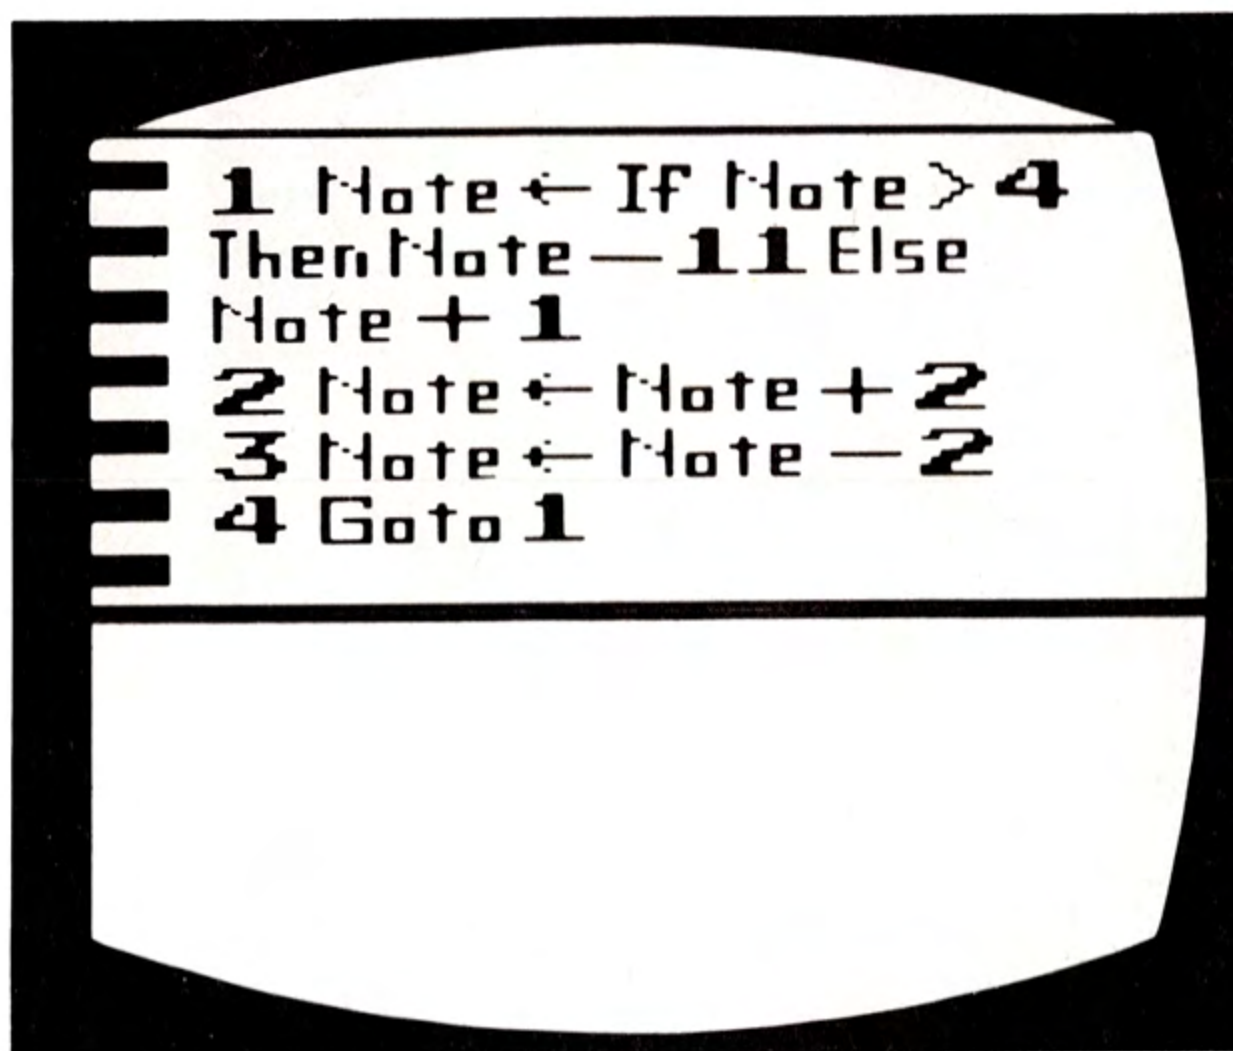 1 Note ← If Note > 4
Then Note — 11 Else
Note + 1
2 Note ← Note + 2
3 Note ← Note — 2
4 Goto 1